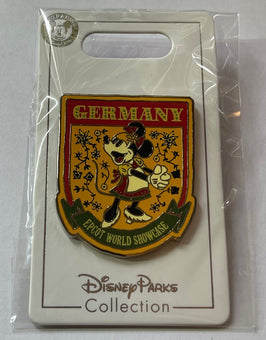 GERMANY
EPCOT WORLD SHOWCASE
Disney Parks
Collection